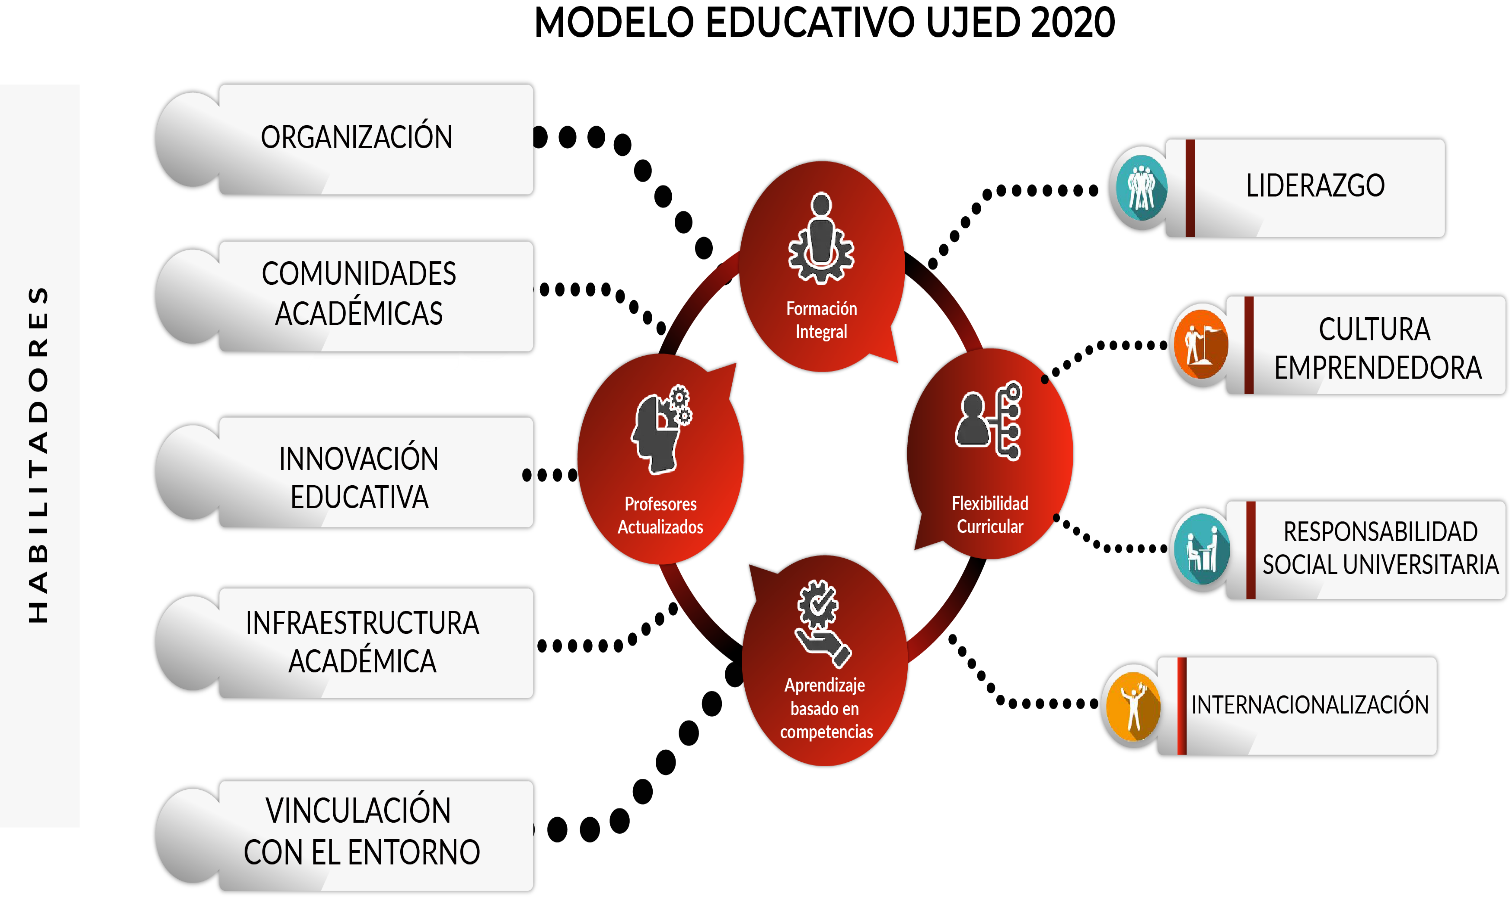 MODELO EDUCATIVO UJED 2020
HABILITADORES
ORGANIZACIÓN
COMUNIDADES
ACADÉMICAS
INNOVACIÓN
EDUCATIVA
INFRAESTRUCTURA
ACADÉMICA
VINCULACIÓN
CON EL ENTORNO
Formación
Integral
Profesores
Actualizados
Flexibilidad
Curricular
Aprendizaje
basado en
competencias
LIDERAZGO
CULTURA
EMPRENDEDORA
RESPONSABILIDAD
SOCIAL UNIVERSITARIA
INTERNACIONALIZACIÓN